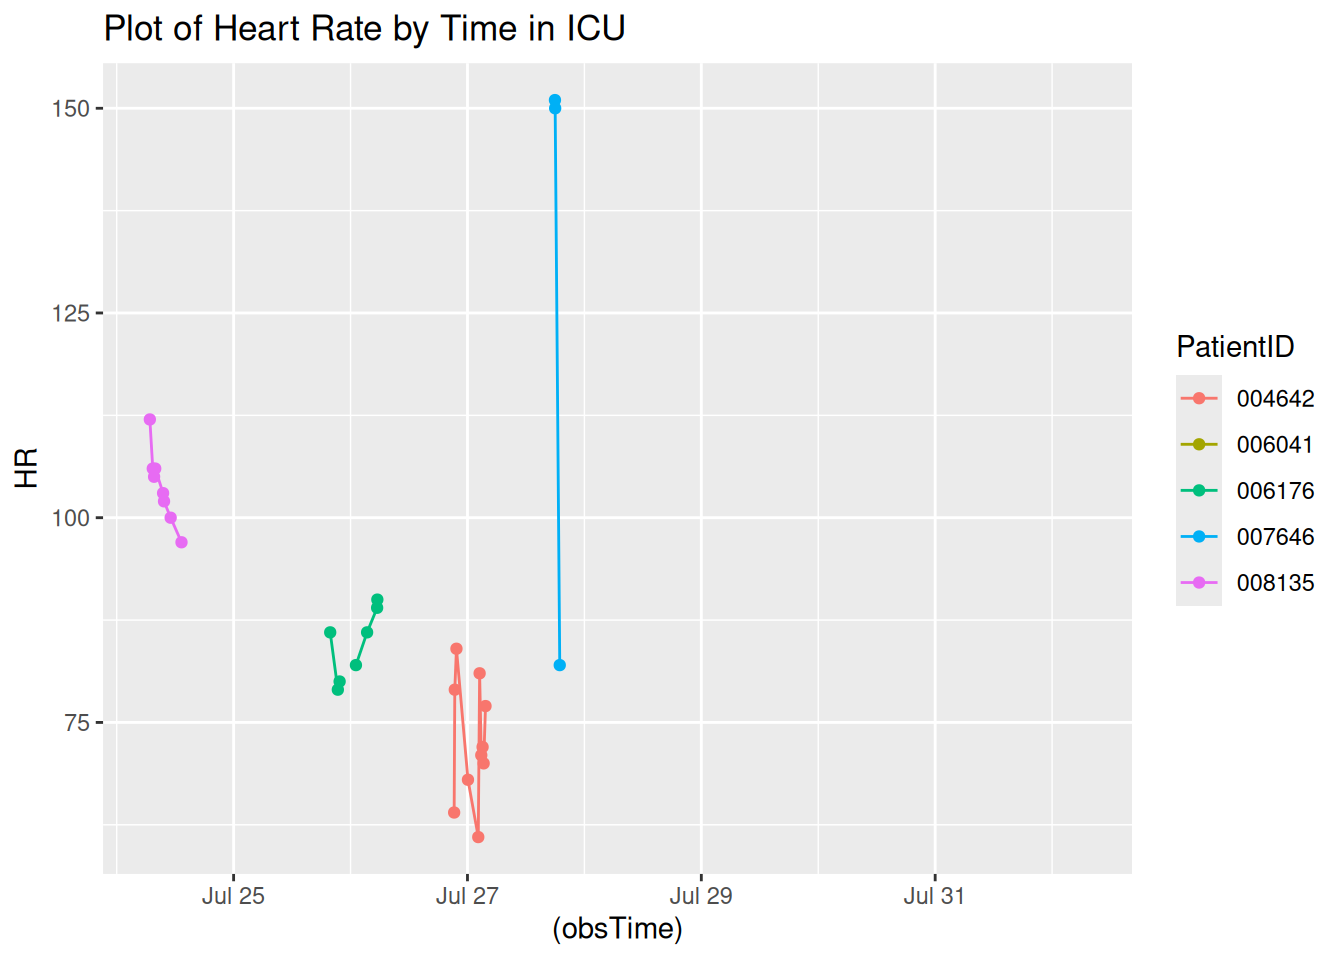 Plot of Heart Rate by Time in ICU
150
125
100
75
HR
Jul 25
Jul 27
Jul 29
Jul 31
(obsTime)
PatientID
004642
006041
006176
007646
008135